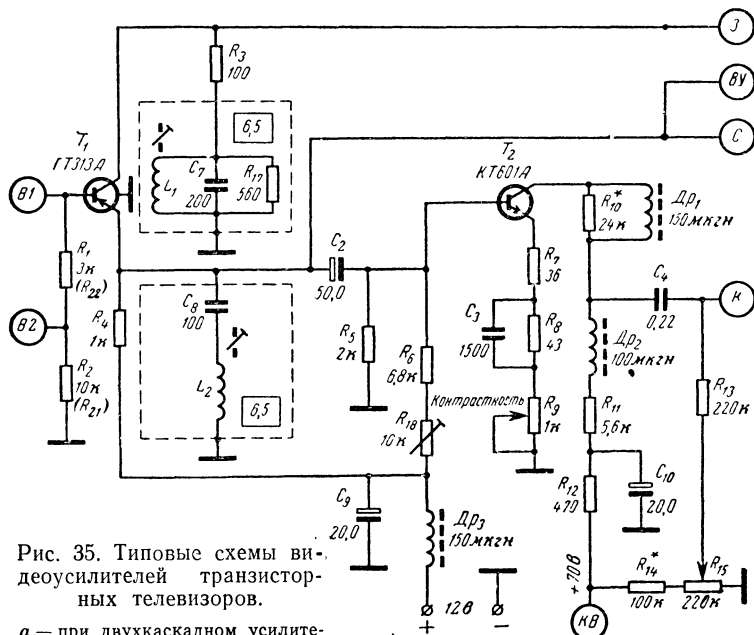 З
R3
100
ВУ
С
6,5
T1
ГТ313А
L1
C7
200
R17
560
В1
T2
КТ601А
R10*
24к
Др1
150мкгн
R1
3к
(R22)
C2
50,0
R7
36
C4
0,22
К
В2
R4
1к
C8
100
R5
2к
C3
1500
R8
43
Др2
100мкгн
R6
6,8к
R2
10к
(R21)
L2
6,5
Контрастность
R9
1к
R11
5,6к
R13
220к
R18
10к
C9
20,0
R12
470
C10
20,0
Др3
150мкгн
+70В
R14*
100к
R15
220к
12В
+
−
КВ
Рис. 35. Типовые схемы ви-
деоусилителей транзистор-
ных телевизоров.
а — при двухкаскадном усилите-